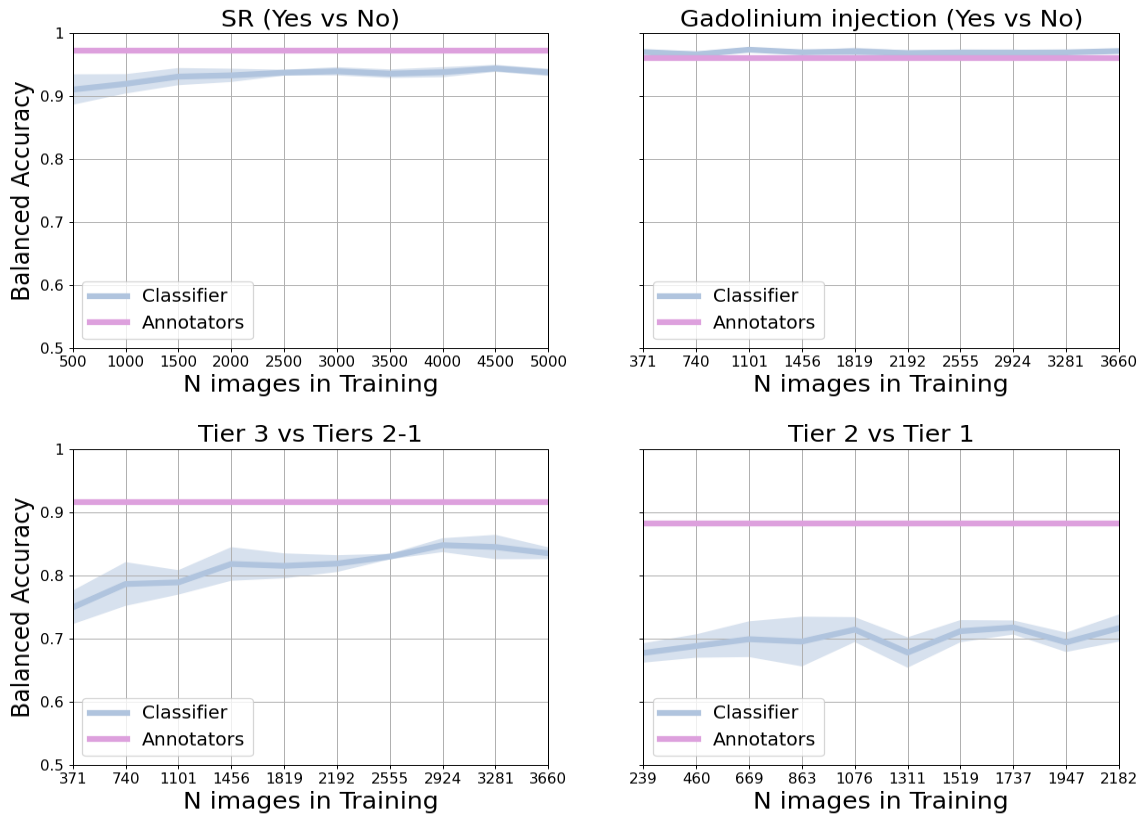 SR (Yes vs No)
Balanced Accuracy
1
0.9
0.8
0.7
0.6
0.5
Classifier
Annotators
500 1000 1500 2000 2500 3000 3500 4000 4500 5000
N images in Training
Gadolinium injection (Yes vs No)
Classifier
Annotators
371 740 1101 1456 1819 2192 2555 2924 3281 3660
N images in Training
Tier 3 vs Tiers 2-1
Balanced Accuracy
1
0.9
0.8
0.7
0.6
0.5
Classifier
Annotators
371 740 1101 1456 1819 2192 2555 2924 3281 3660
N images in Training
Tier 2 vs Tier 1
Classifier
Annotators
239 460 669 863 1076 1311 1519 1737 1947 2182
N images in Training